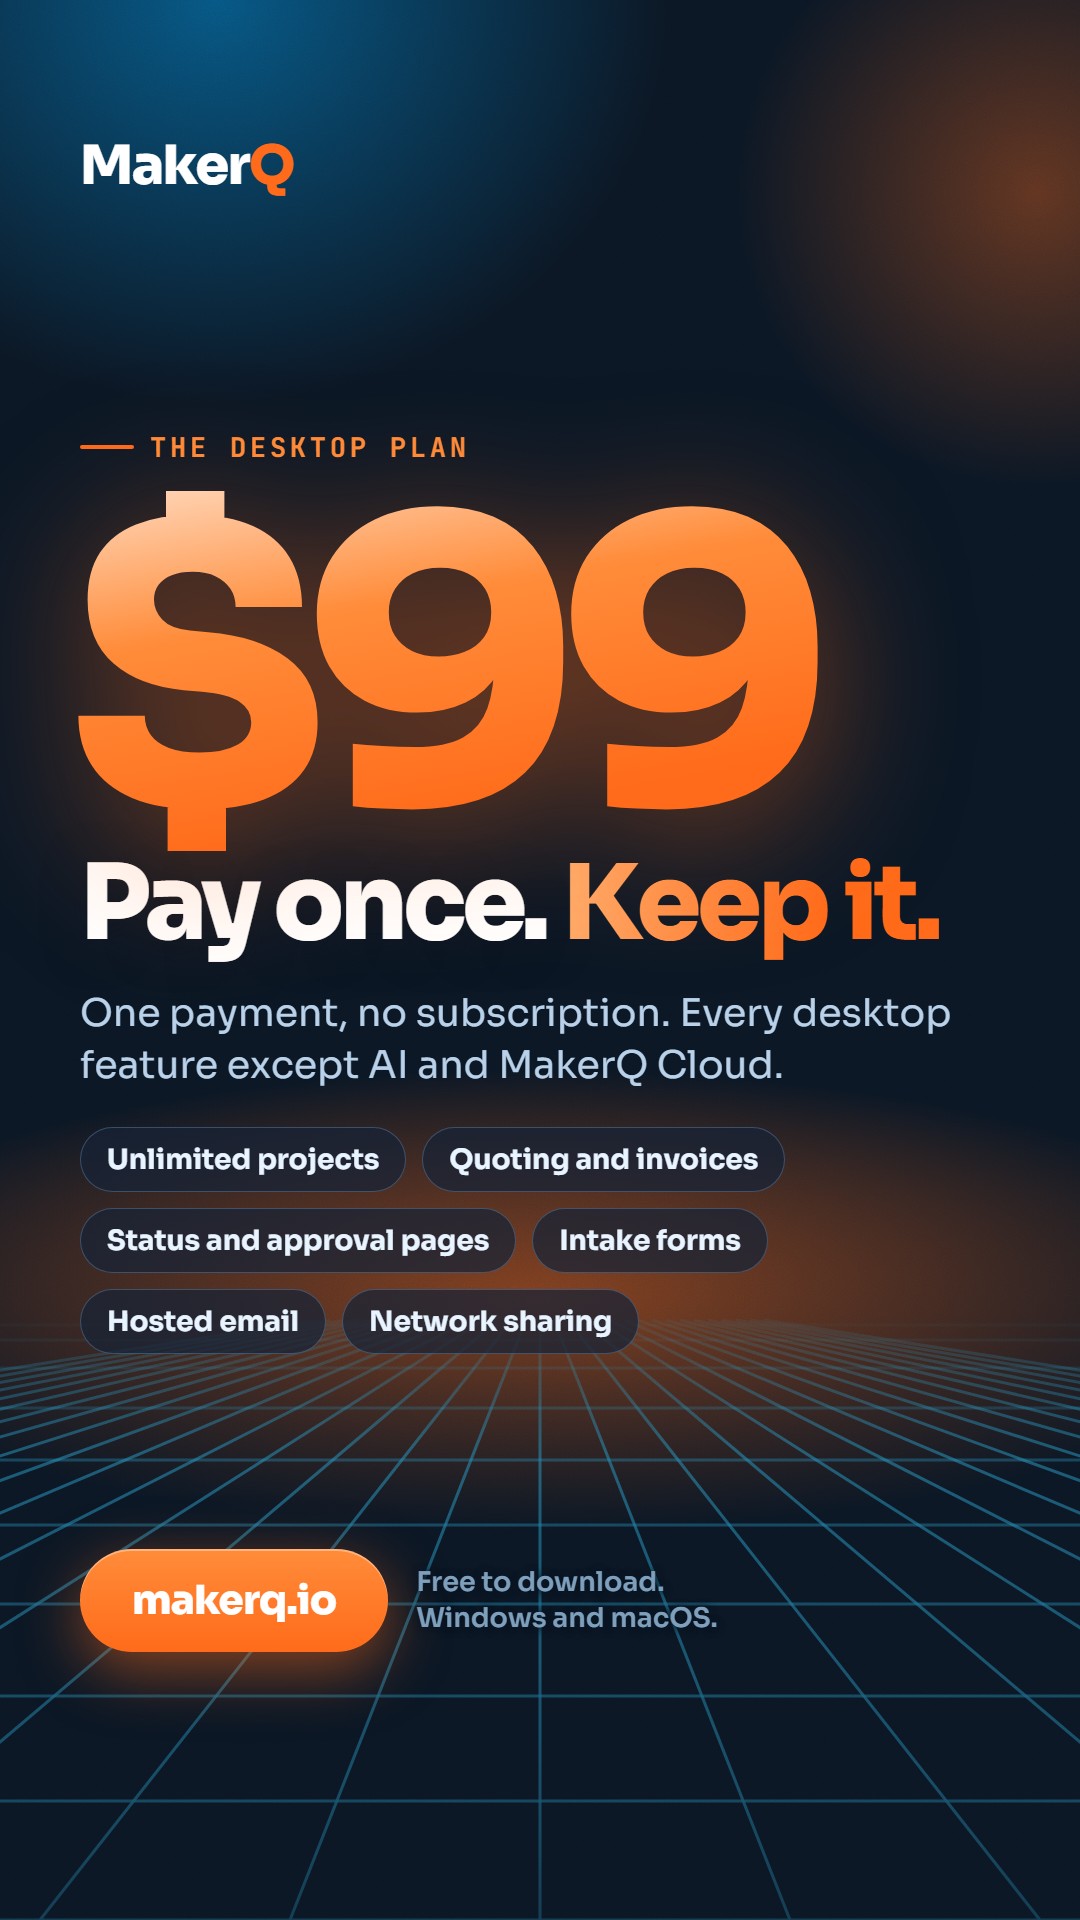 MakerQ
THE DESKTOP PLAN
$99
Pay once. Keep it.
One payment, no subscription. Every desktop
feature except AI and MakerQ Cloud.
Unlimited projects
Quoting and invoices
Status and approval pages
Intake forms
Hosted email
Network sharing
makerq.io
Free to download.
Windows and macOS.